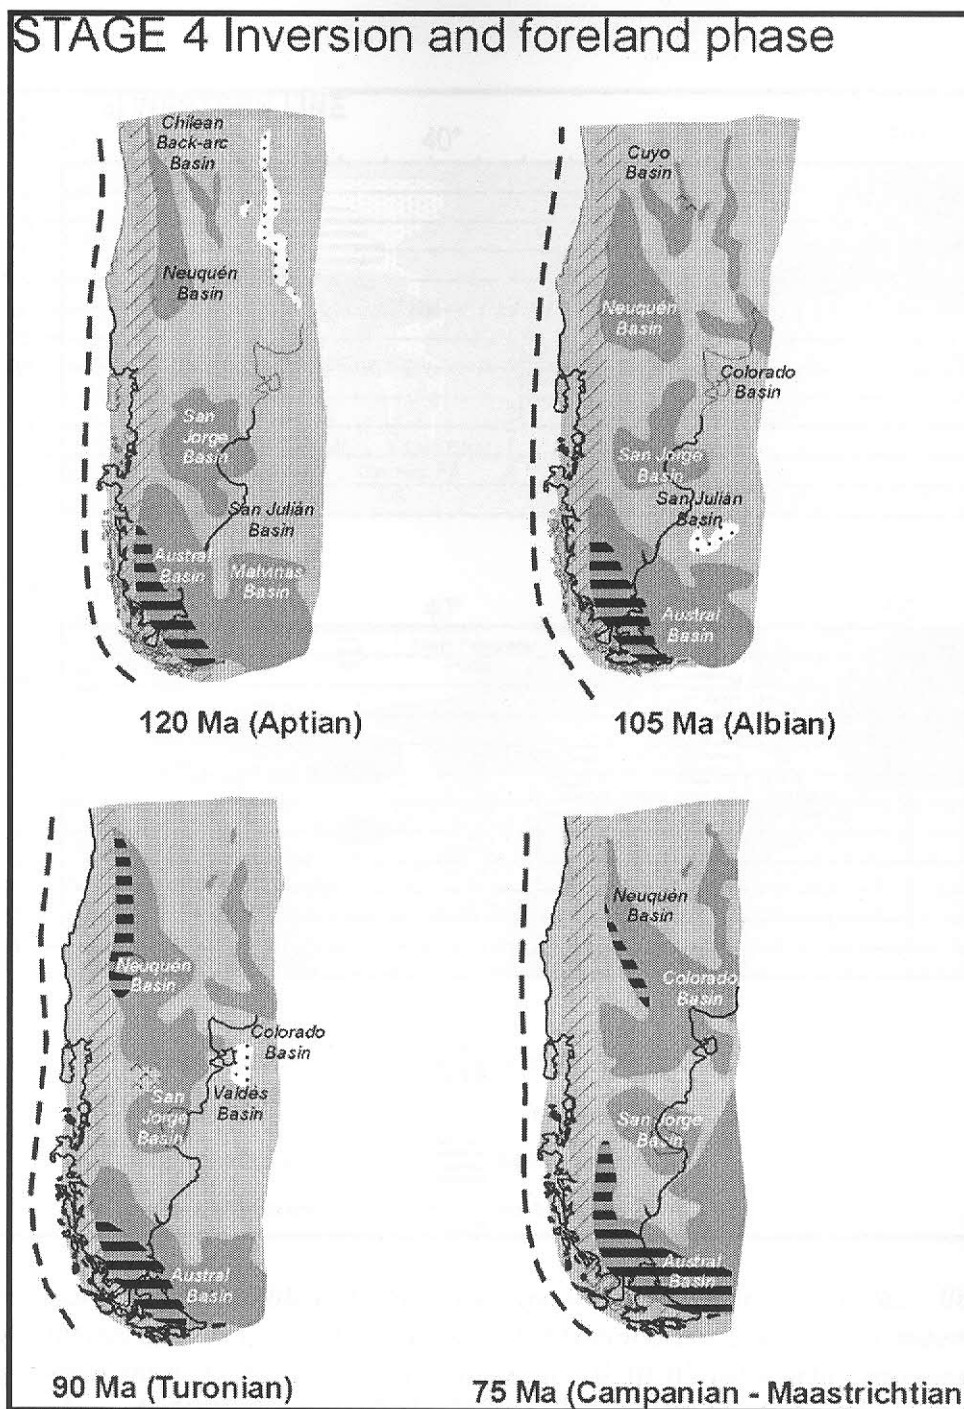 STAGE 4 Inversion and foreland phase
Chilean
Back-arc
Basin
Neuquén
Basin
San
Jorge
Basin
San Julián
Basin
Austral
Basin
Malvinas
Basin
120 Ma (Aptian)
Cuyo
Basin
Neuquén
Basin
Colorado
Basin
San Jorge
Basin
San Julián
Basin
Austral
Basin
105 Ma (Albian)
Neuquén
Basin
Colorado
Basin
Valdés
Basin
San
Jorge
Basin
Austral
Basin
90 Ma (Turonian)
Neuquén
Basin
Colorado
Basin
San Jorge
Basin
Austral
Basin
75 Ma (Campanian - Maastrichtian